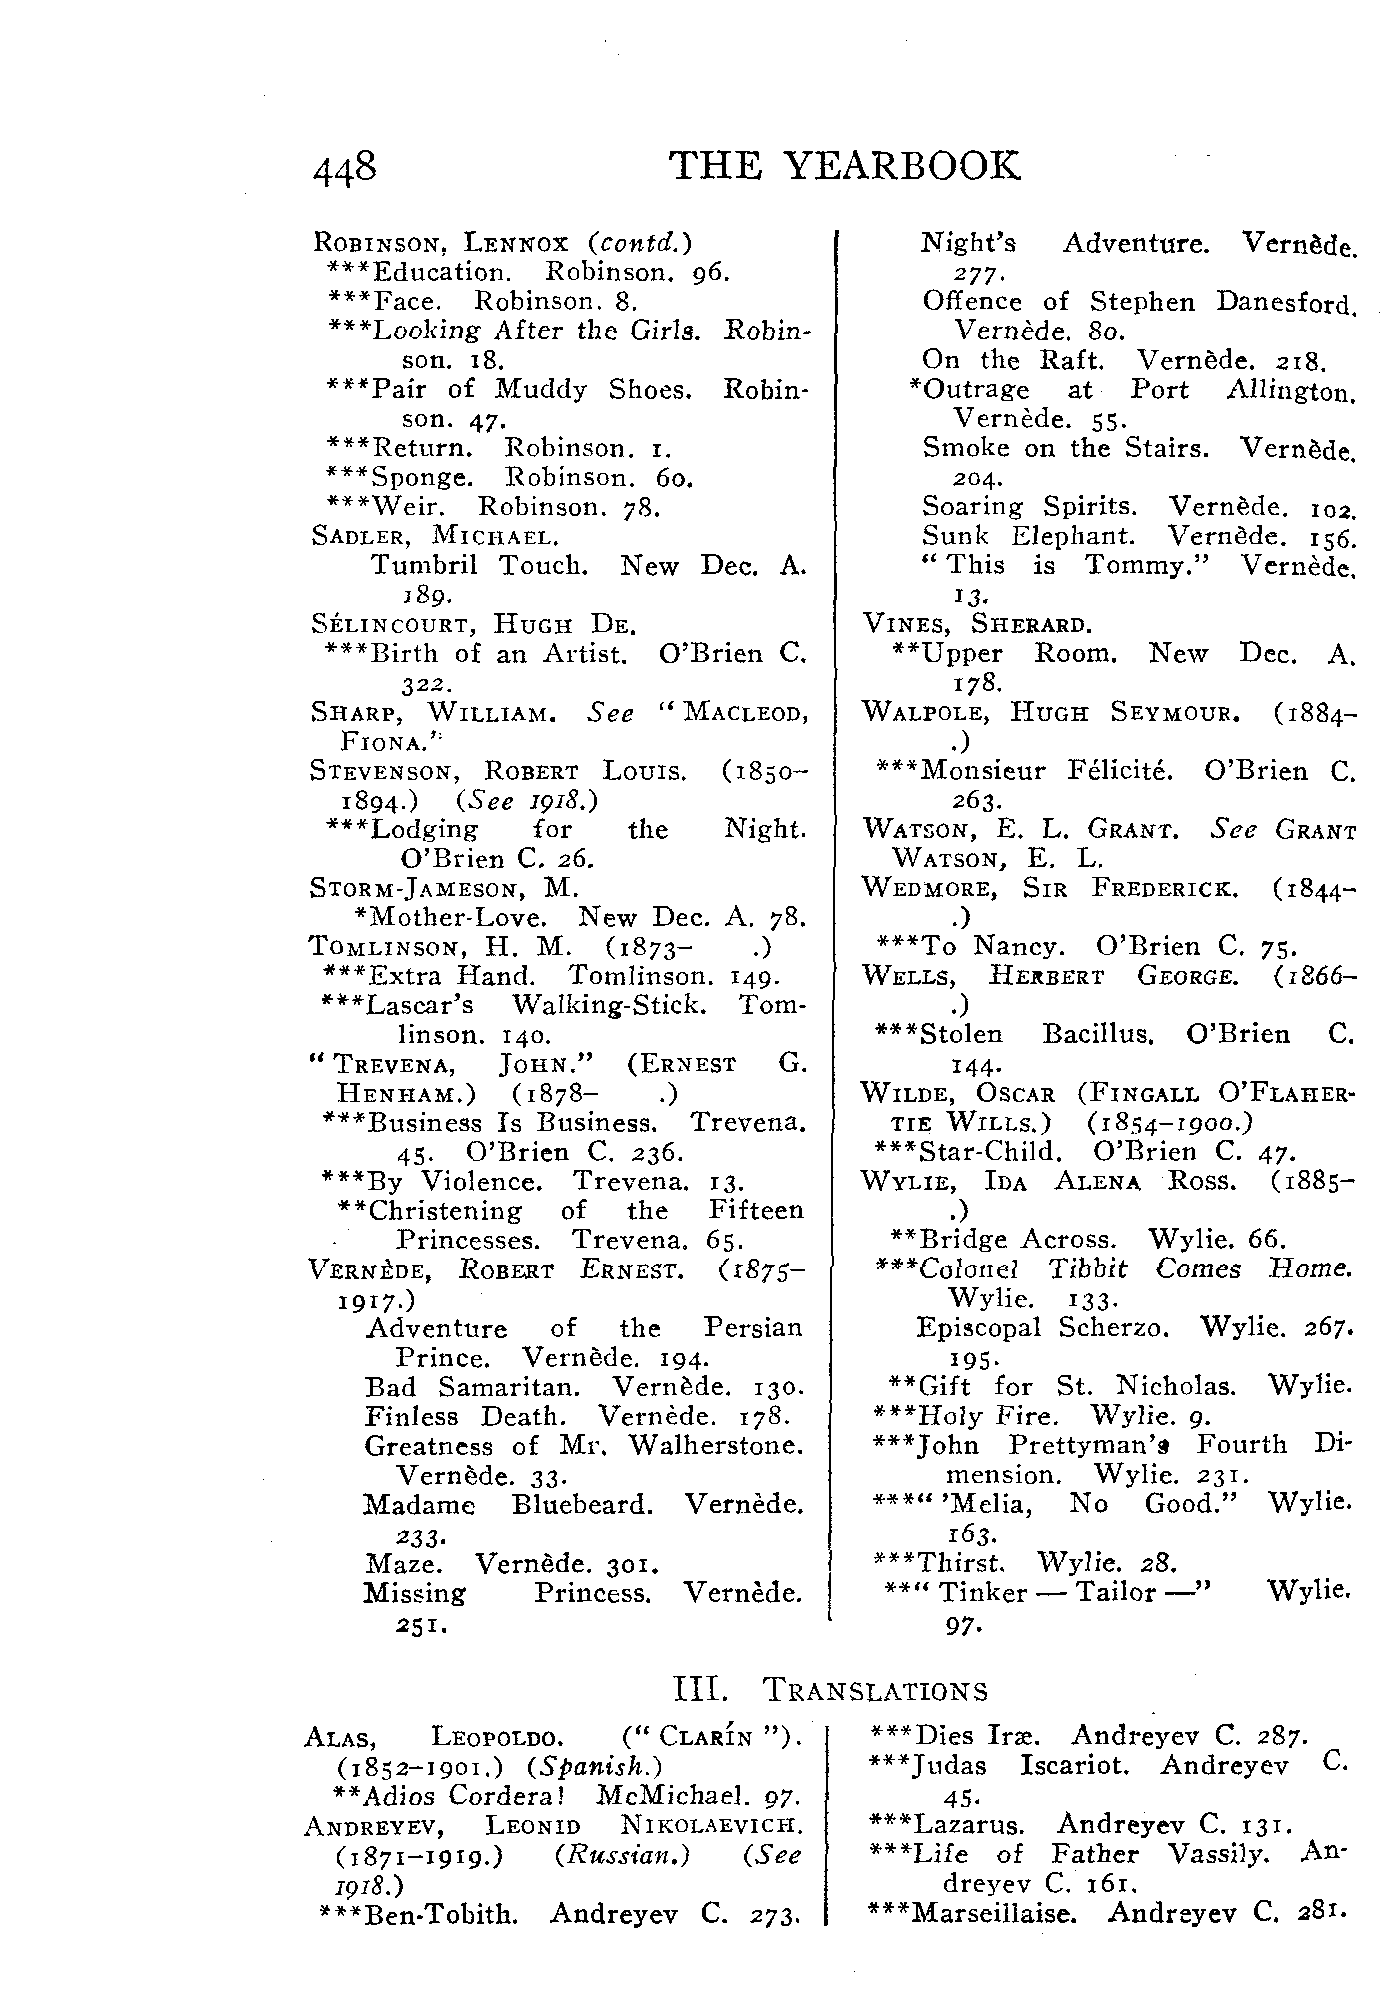 448 THE YEARBOOK
ROBINSON, LENNOX (contd.)
***Education. Robinson. 96.
***Face. Robinson. 8.
***Looking After the Girls. Robin-
son. 18.
***Pair of Muddy Shoes. Robin-
son. 47.
***Return. Robinson. 1.
***Sponge. Robinson. 60.
***Weir. Robinson. 78.
SADLER, MICHAEL.
Tumbril Touch. New Dec. A.
189.
SÉLINCOURT, HUGH DE.
***Birth of an Artist. O'Brien C.
322.
SHARP, WILLIAM. See "MACLEOD,
FIONA."
STEVENSON, ROBERT LOUIS. (1850–
1894.) (See 1918.)
***Lodging for the Night.
O'Brien C. 26.
STORM-JAMESON, M.
*Mother-Love. New Dec. A. 78.
TOMLINSON, H. M. (1873– .)
***Extra Hand. Tomlinson. 149.
***Lascar's Walking-Stick. Tom-
linson. 140.
"TREVENA, JOHN." (ERNEST G.
HENHAM.) (1878– .)
***Business Is Business. Trevena.
45. O'Brien C. 236.
***By Violence. Trevena. 13.
**Christening of the Fifteen
Princesses. Trevena. 65.
VERNÈDE, ROBERT ERNEST. (1875–
1917.)
Adventure of the Persian
Prince. Vernède. 194.
Bad Samaritan. Vernède. 130.
Finless Death. Vernède. 178.
Greatness of Mr. Walherstone.
Vernède. 33.
Madame Bluebeard. Vernède.
233.
Maze. Vernède. 301.
Missing Princess. Vernède.
251.
Night's Adventure. Vernède.
277.
Offence of Stephen Danesford.
Vernède. 80.
On the Raft. Vernède. 218.
*Outrage at Port Allington.
Vernède. 55.
Smoke on the Stairs. Vernède.
204.
Soaring Spirits. Vernède. 102.
Sunk Elephant. Vernède. 156.
"This is Tommy." Vernède.
13.
VINES, SHERARD.
**Upper Room. New Dec. A.
178.
WALPOLE, HUGH SEYMOUR. (1884–
.)
***Monsieur Félicité. O'Brien C.
263.
WATSON, E. L. GRANT. See GRANT
WATSON, E. L.
WEDMORE, SIR FREDERICK. (1844–
.)
***To Nancy. O'Brien C. 75.
WELLS, HERBERT GEORGE. (1866–
.)
***Stolen Bacillus. O'Brien C.
144.
WILDE, OSCAR (FINGALL O'FLAHER-
TIE WILLS.) (1854–1900.)
***Star-Child. O'Brien C. 47.
WYLIE, IDA ALENA ROSS. (1885–
.)
**Bridge Across. Wylie. 66.
***Colonel Tibbit Comes Home.
Wylie. 133.
Episcopal Scherzo. Wylie. 267.
195.
**Gift for St. Nicholas. Wylie.
***Holy Fire. Wylie. 9.
***John Prettyman's Fourth Di-
mension. Wylie. 231.
***"'Melia, No Good." Wylie.
163.
***Thirst. Wylie. 28.
**"Tinker — Tailor —" Wylie.
97.
III. TRANSLATIONS
ALAS, LEOPOLDO. ("CLARÍN").
(1852–1901.) (Spanish.)
**Adios Cordera! McMichael. 97.
ANDREYEV, LEONID NIKOLAEVICH.
(1871–1919.) (Russian.) (See
1918.)
***Ben-Tobith. Andreyev C. 273.
***Dies Iræ. Andreyev C. 287.
***Judas Iscariot. Andreyev C.
45.
***Lazarus. Andreyev C. 131.
***Life of Father Vassily. An-
dreyev C. 161.
***Marseillaise. Andreyev C. 281.